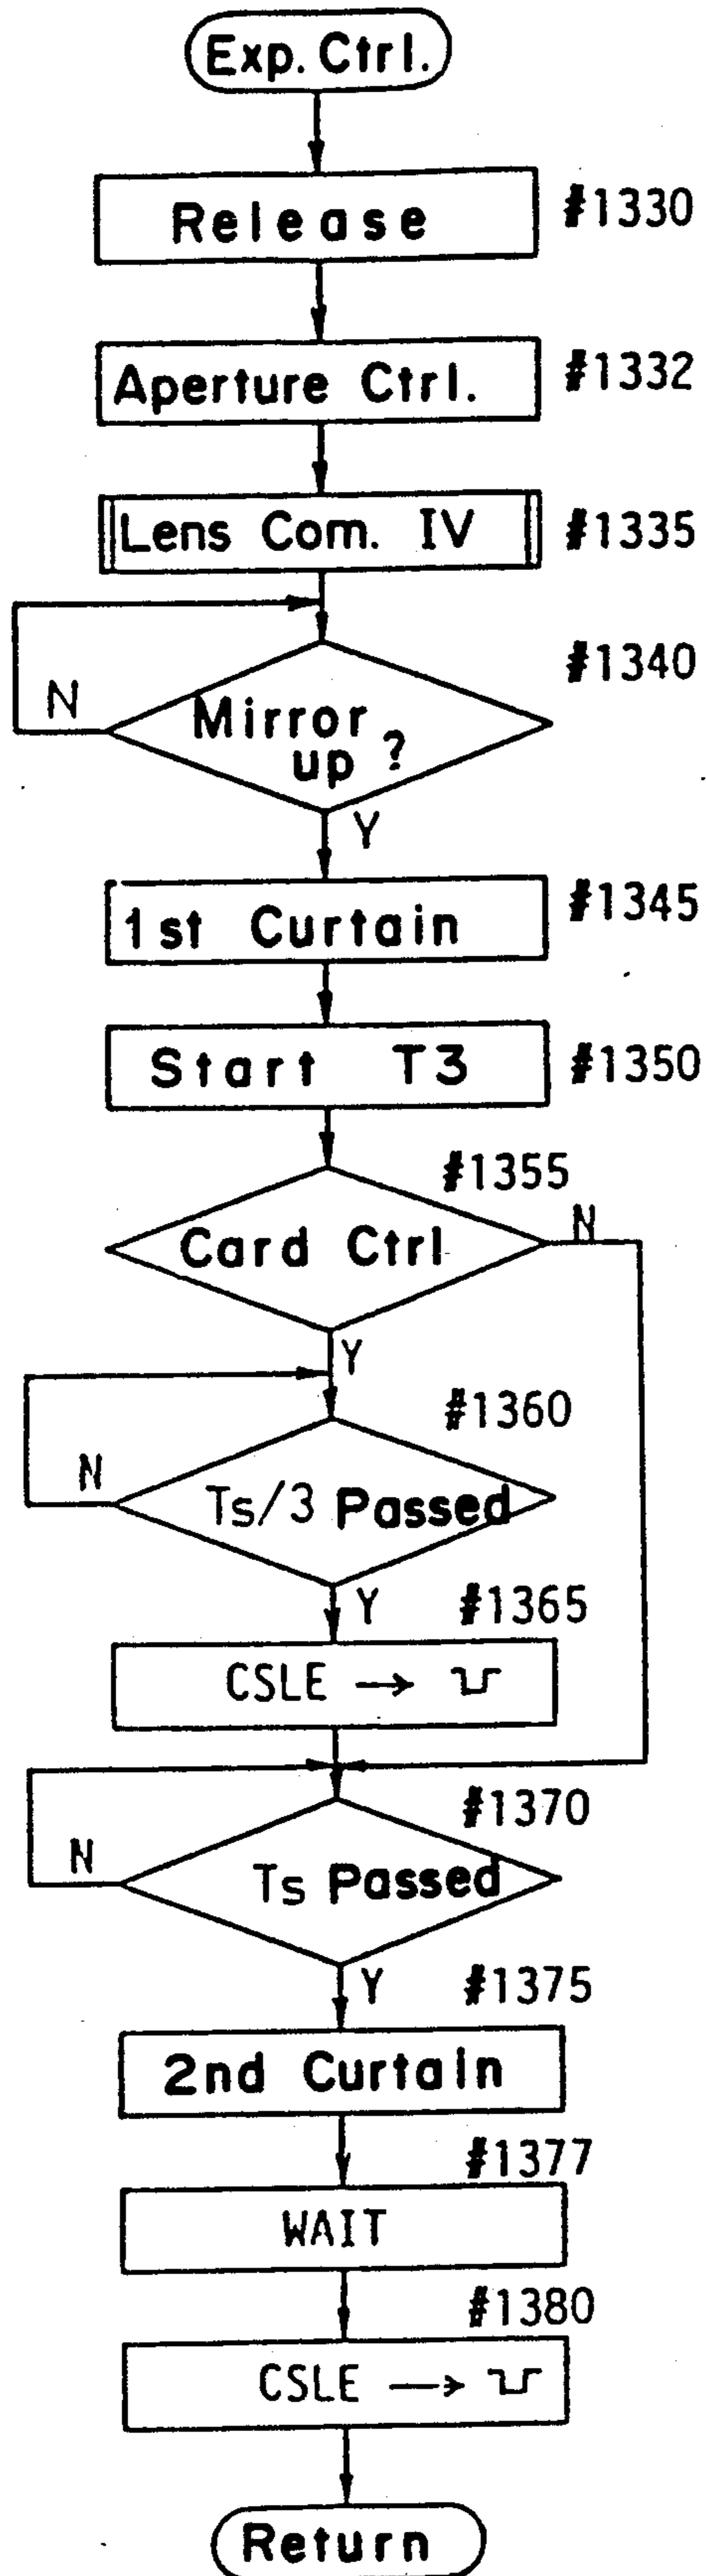 Exp. Ctrl.
Release
#1330
Aperture Ctrl.
#1332
Lens Com. IV
#1335
#1340
N
Mirror
up ?
Y
1st Curtain
#1345
Start T3
#1350
#1355
Card Ctrl
N
Y
#1360
N
Ts/3 Passed
Y
#1365
CSLE →
#1370
N
Ts Passed
Y
#1375
2nd Curtain
#1377
WAIT
#1380
CSLE →
Return